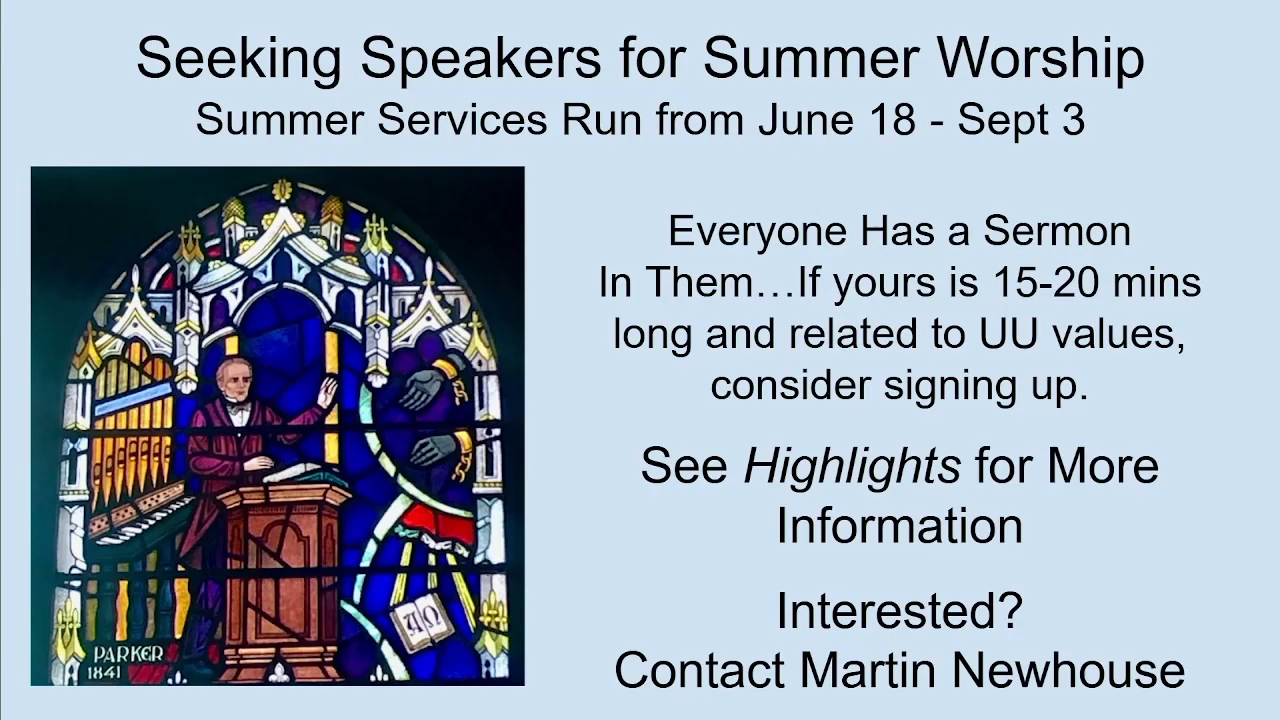 Seeking Speakers for Summer Worship
Summer Services Run from June 18 - Sept 3
Everyone Has a Sermon
In Them…If yours is 15-20 mins
long and related to UU values,
consider signing up.
See Highlights for More
Information
Interested?
Contact Martin Newhouse
PARKER
1841
Α Ω